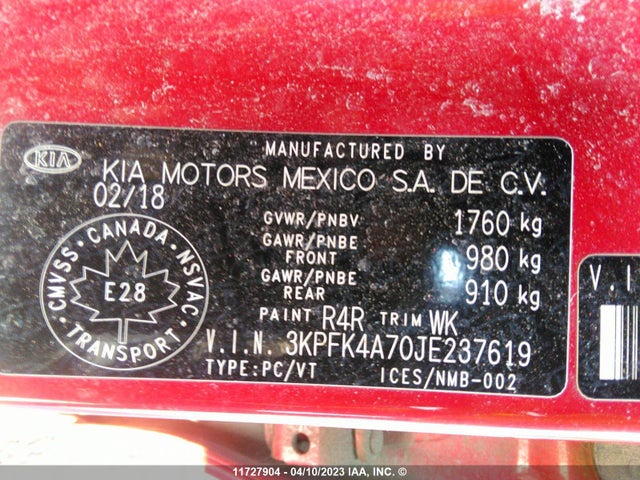 KIA
MANUFACTURED BY
KIA MOTORS MEXICO S.A. DE C.V.
02/18
GVWR/PNBV 1760 kg
GAWR/PNBE FRONT 980 kg
GAWR/PNBE REAR 910 kg
PAINT R4R TRIM WK
V.I.N. 3KPFK4A70JE237619
TYPE:PC/VT ICES/NMB-002
CANADA
CMVSS · NSVAC
E28
TRANSPORT
V.I
11727904 - 04/10/2023 IAA, INC. ©